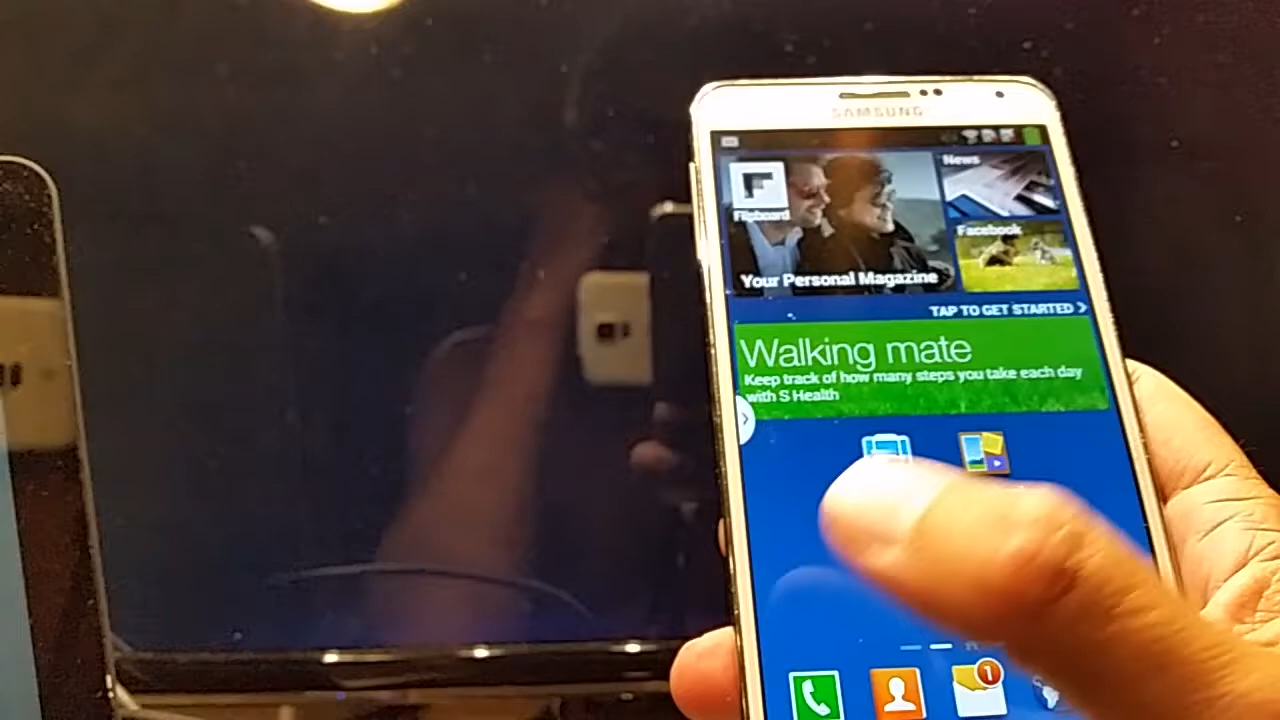 SAMSUNG
News
Flipboard
Facebook
Your Personal Magazine
TAP TO GET STARTED
Walking mate
Keep track of how many steps you take each day
with S Health
1